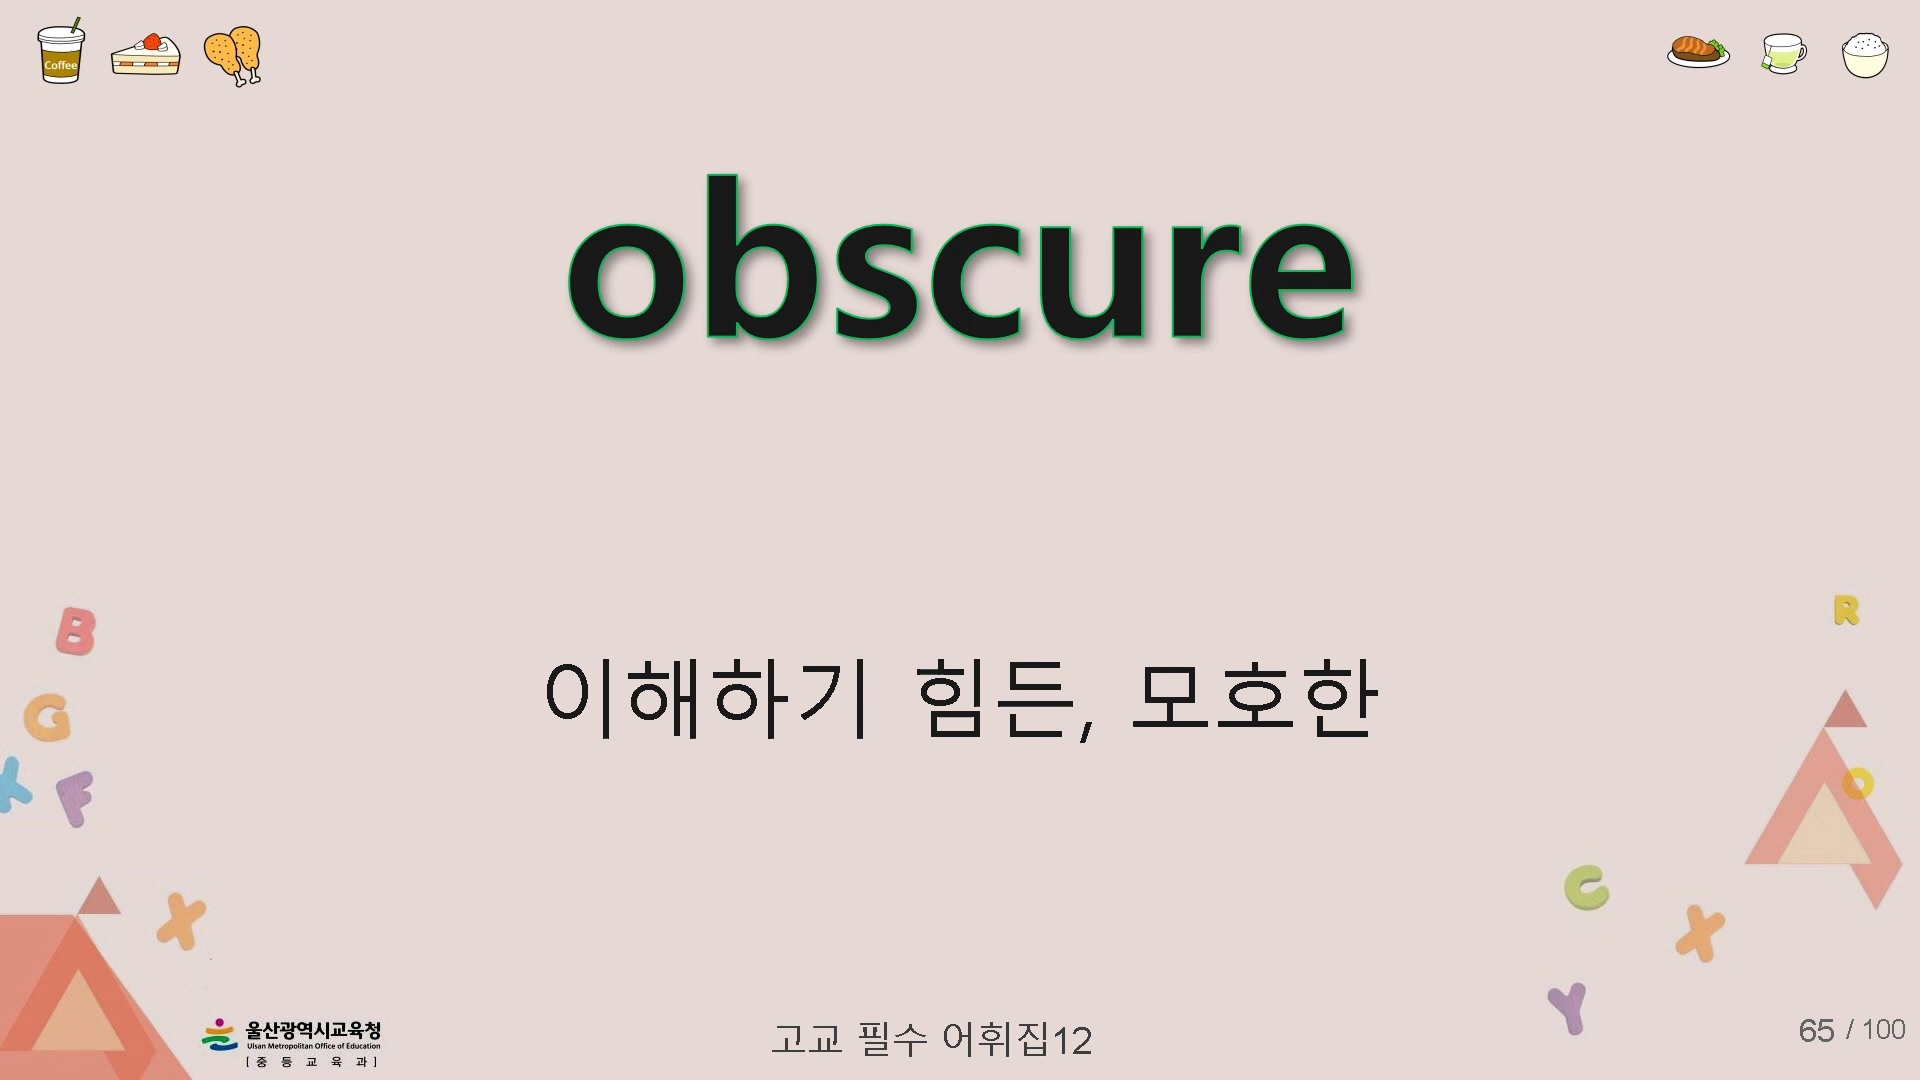 Coffee
obscure
이해하기 힘든, 모호한
B
G
K
F
X
R
O
C
X
Y
울산광역시교육청
Ulsan Metropolitan Office of Education
[ 중 등 교 육 과 ]
고교 필수 어휘집12
65 / 100